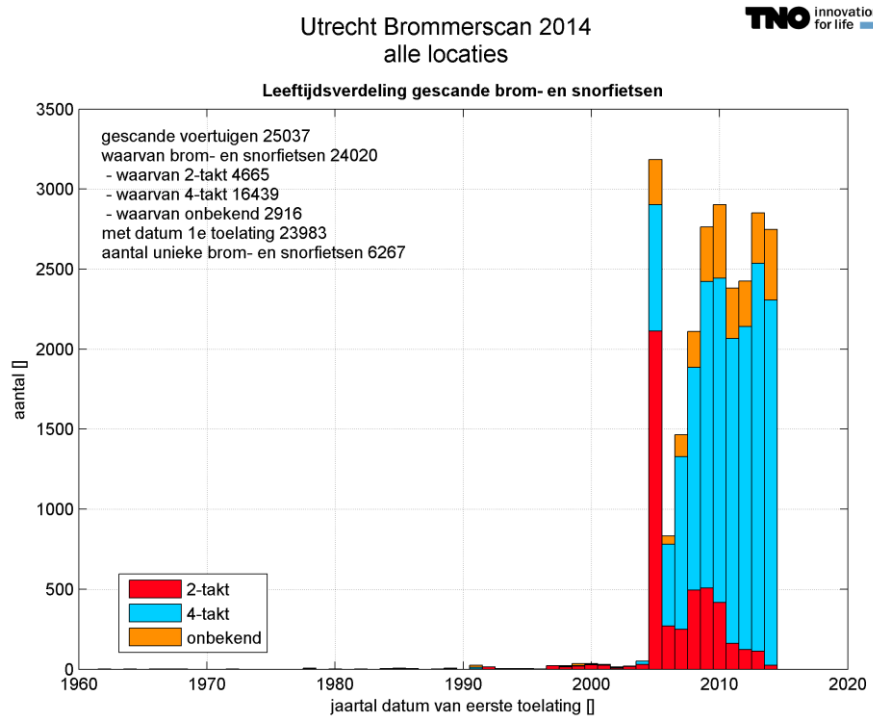 Utrecht Brommerscan 2014
alle locaties
TNO innovation
for life
Leeftijdsverdeling gescande brom- en snorfietsen
3500
3000
2500
2000
1500
1000
500
0
aantal []
gescande voertuigen 25037
waarvan brom- en snorfietsen 24020
- waarvan 2-takt 4665
- waarvan 4-takt 16439
- waarvan onbekend 2916
met datum 1e toelating 23983
aantal unieke brom- en snorfietsen 6267
2-takt
4-takt
onbekend
1960 1970 1980 1990 2000 2010 2020
jaartal datum van eerste toelating []